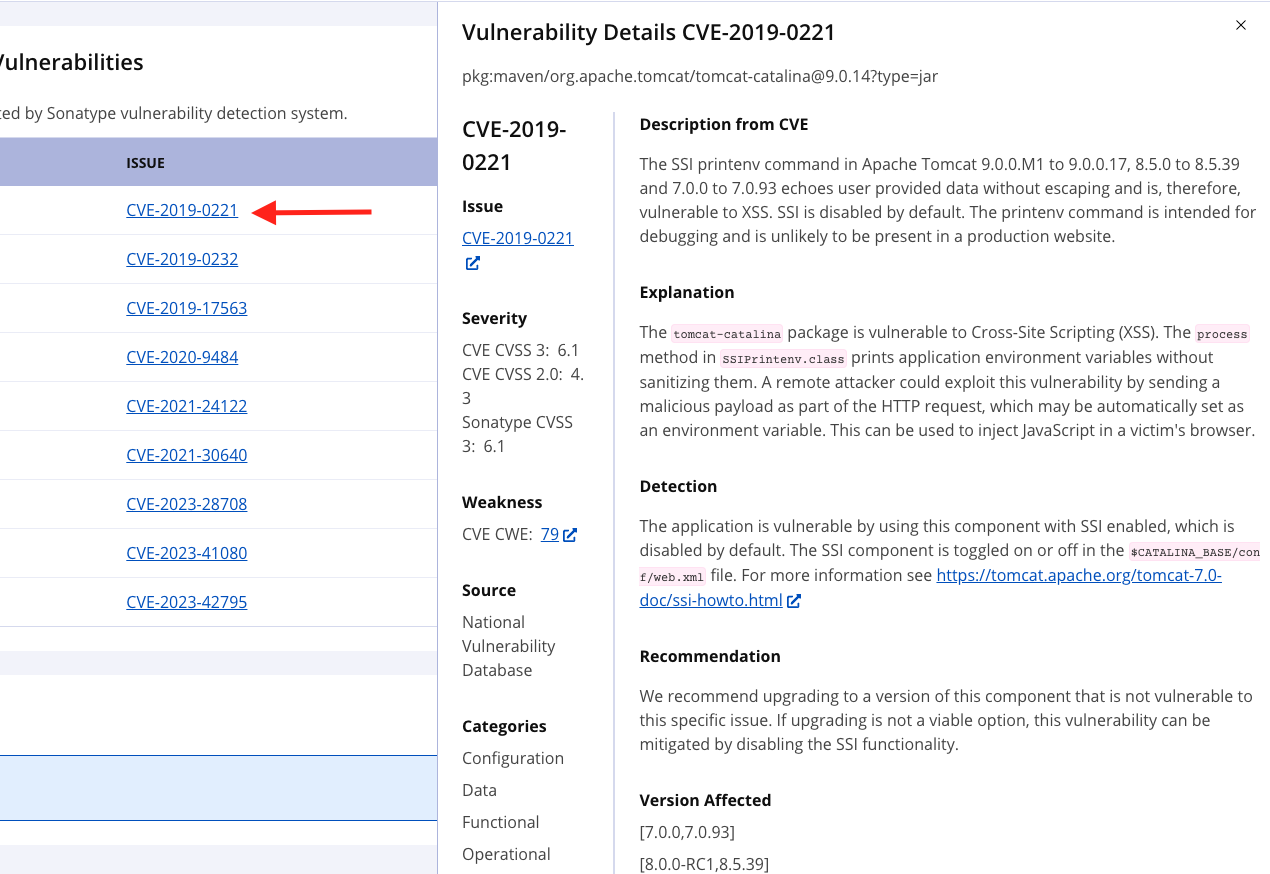 Vulnerabilities
ted by Sonatype vulnerability detection system.
ISSUE
CVE-2019-0221
CVE-2019-0232
CVE-2019-17563
CVE-2020-9484
CVE-2021-24122
CVE-2021-30640
CVE-2023-28708
CVE-2023-41080
CVE-2023-42795
Vulnerability Details CVE-2019-0221
pkg:maven/org.apache.tomcat/tomcat-catalina@9.0.14?type=jar
CVE-2019-
0221
Issue
CVE-2019-0221
Severity
CVE CVSS 3: 6.1
CVE CVSS 2.0: 4.
3
Sonatype CVSS
3: 6.1
Weakness
CVE CWE: 79
Source
National
Vulnerability
Database
Categories
Configuration
Data
Functional
Operational
Description from CVE
The SSI printenv command in Apache Tomcat 9.0.0.M1 to 9.0.0.17, 8.5.0 to 8.5.39
and 7.0.0 to 7.0.93 echoes user provided data without escaping and is, therefore,
vulnerable to XSS. SSI is disabled by default. The printenv command is intended for
debugging and is unlikely to be present in a production website.
Explanation
The tomcat-catalina package is vulnerable to Cross-Site Scripting (XSS). The process
method in SSIPrintenv.class prints application environment variables without
sanitizing them. A remote attacker could exploit this vulnerability by sending a
malicious payload as part of the HTTP request, which may be automatically set as
an environment variable. This can be used to inject JavaScript in a victim's browser.
Detection
The application is vulnerable by using this component with SSI enabled, which is
disabled by default. The SSI component is toggled on or off in the $CATALINA_BASE/con
f/web.xml file. For more information see https://tomcat.apache.org/tomcat-7.0-
doc/ssi-howto.html
Recommendation
We recommend upgrading to a version of this component that is not vulnerable to
this specific issue. If upgrading is not a viable option, this vulnerability can be
mitigated by disabling the SSI functionality.
Version Affected
[7.0.0,7.0.93]
[8.0.0-RC1,8.5.39]